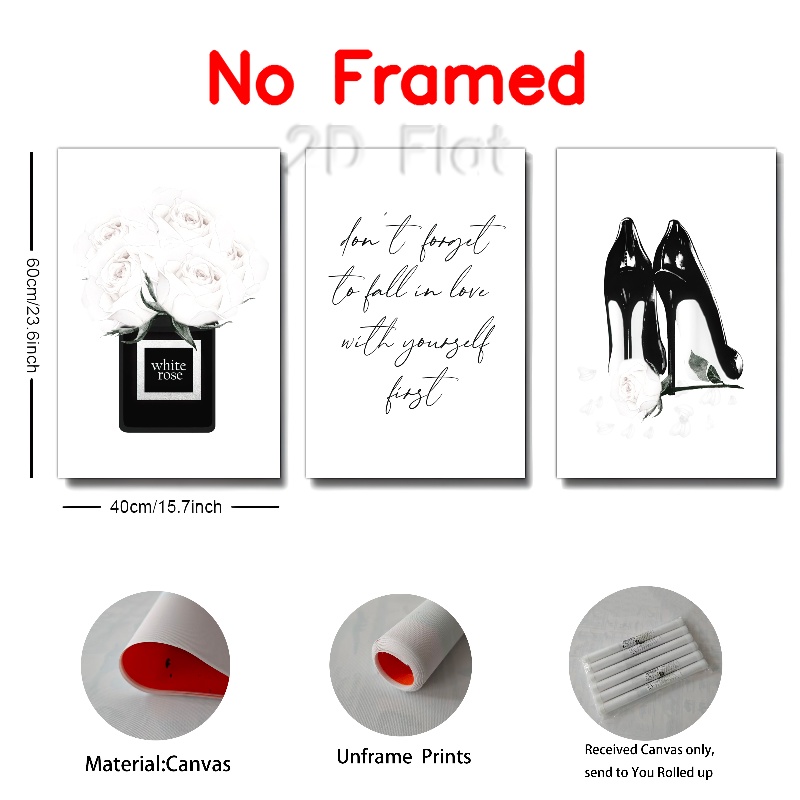 No Framed
2D Flat
60cm/23.6inch
white
rose
don't forget
to fall in love
with yourself
first
40cm/15.7inch
Material:Canvas
Unframe Prints
Received Canvas only,
send to You Rolled up